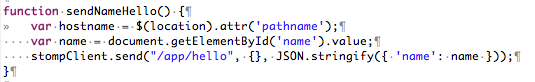 function sendNameHello() {¶
»   var hostname = $(location).attr('pathname');¶
····var name = document.getElementById('name').value;¶
····stompClient.send("/app/hello", {}, JSON.stringify({ 'name': name }));¶
}¶